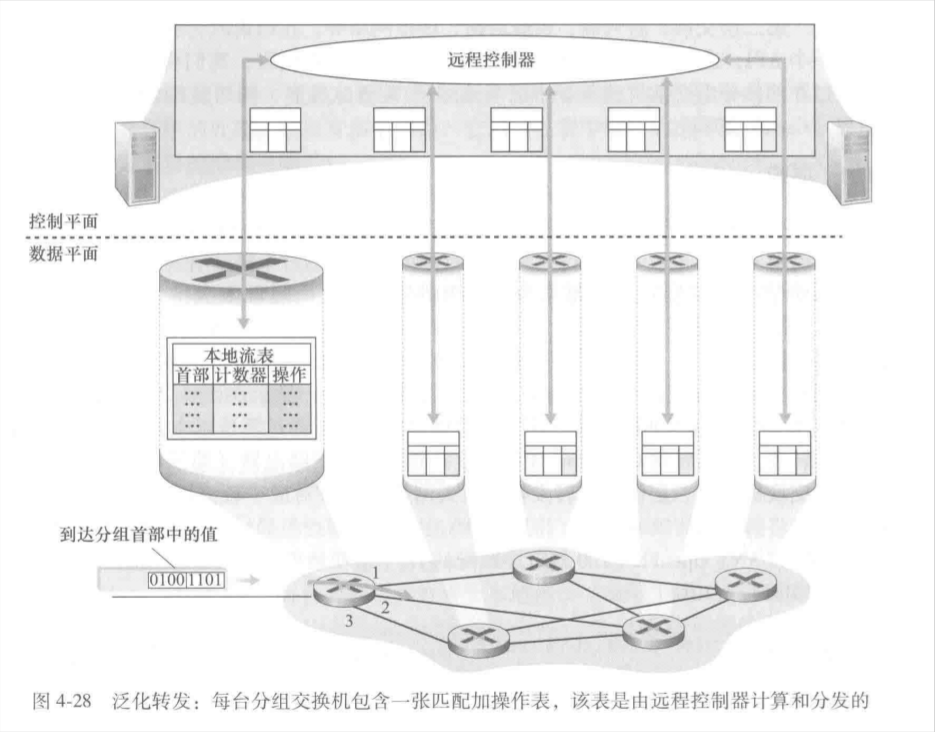 远程控制器
控制平面
数据平面
本地流表
首部 计数器 操作
… … …
… … …
… … …
… … …
到达分组首部中的值
0100 1101
1
2
3
图 4-28 泛化转发：每台分组交换机包含一张匹配加操作表，该表是由远程控制器计算和分发的